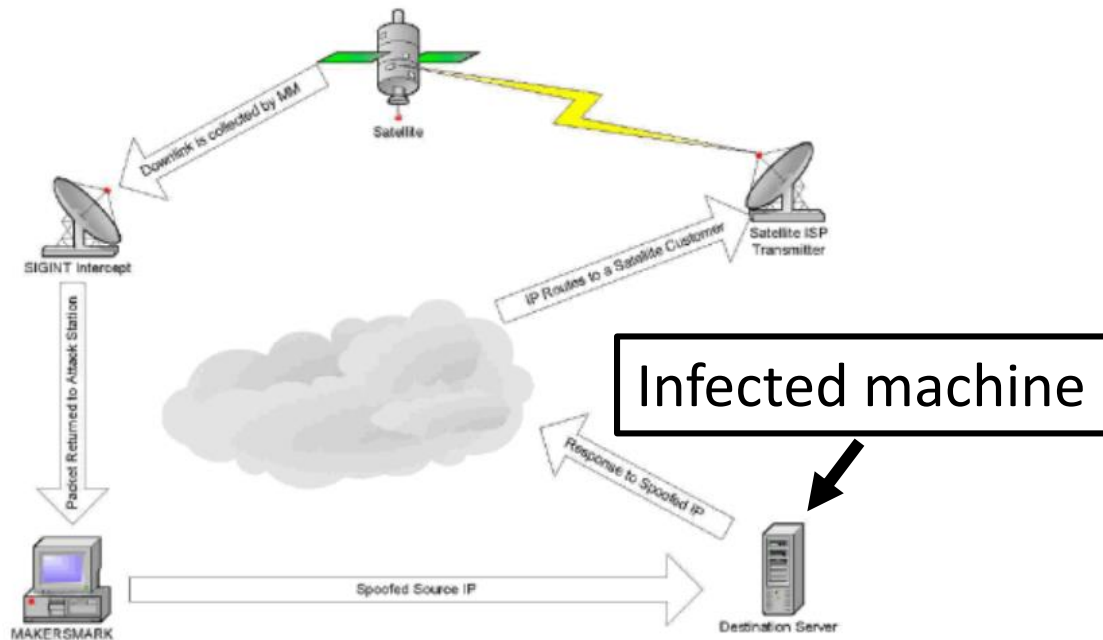 Downlink is collected by MM
Satellite
SIGINT Intercept
Satellite ISP
Transmitter
IP Routes to a Satellite Customer
Packet Returned to Attack Station
Infected machine
Response to Spoofed IP
Spoofed Source IP
MAKERSMARK
Destination Server